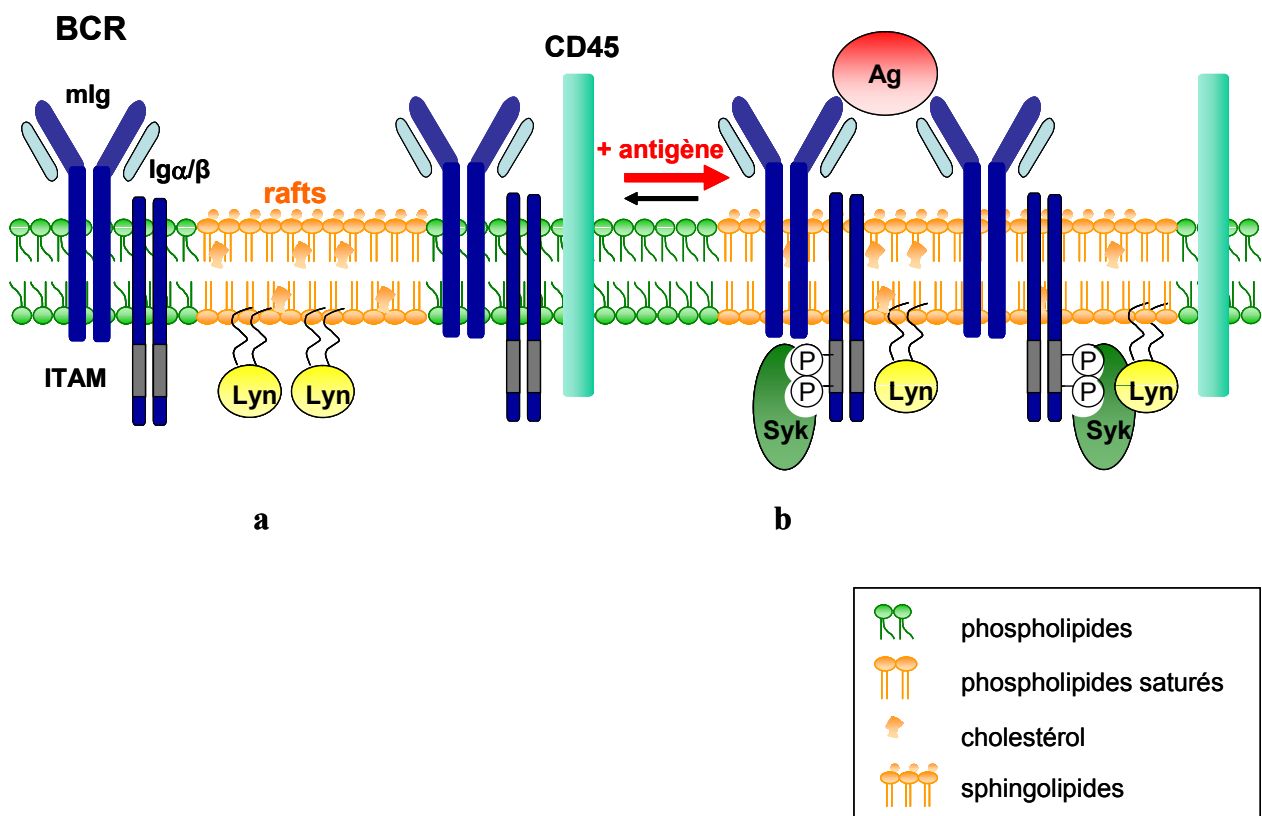 BCR
CD45
mIg
Ag
Igα/β
+ antigène
rafts
ITAM
Lyn
Lyn
P
P
Syk
Lyn
P
P
Syk
Lyn
a
b
phospholipides
phospholipides saturés
cholestérol
sphingolipides